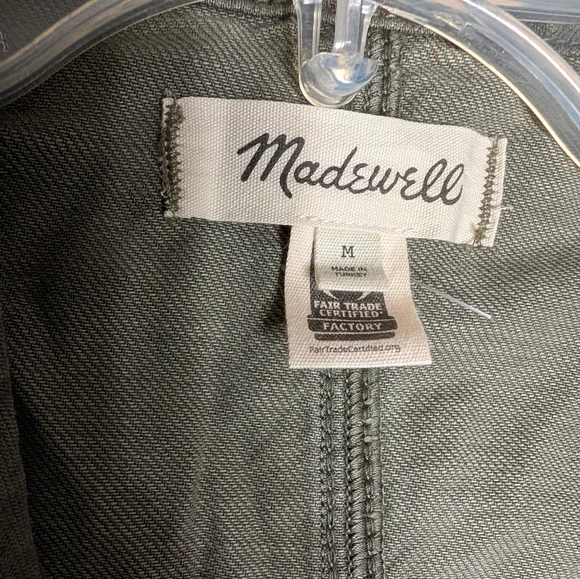 Madewell
M
MADE IN
TURKEY
FAIR TRADE
CERTIFIED
FACTORY
FairTradeCertified.org